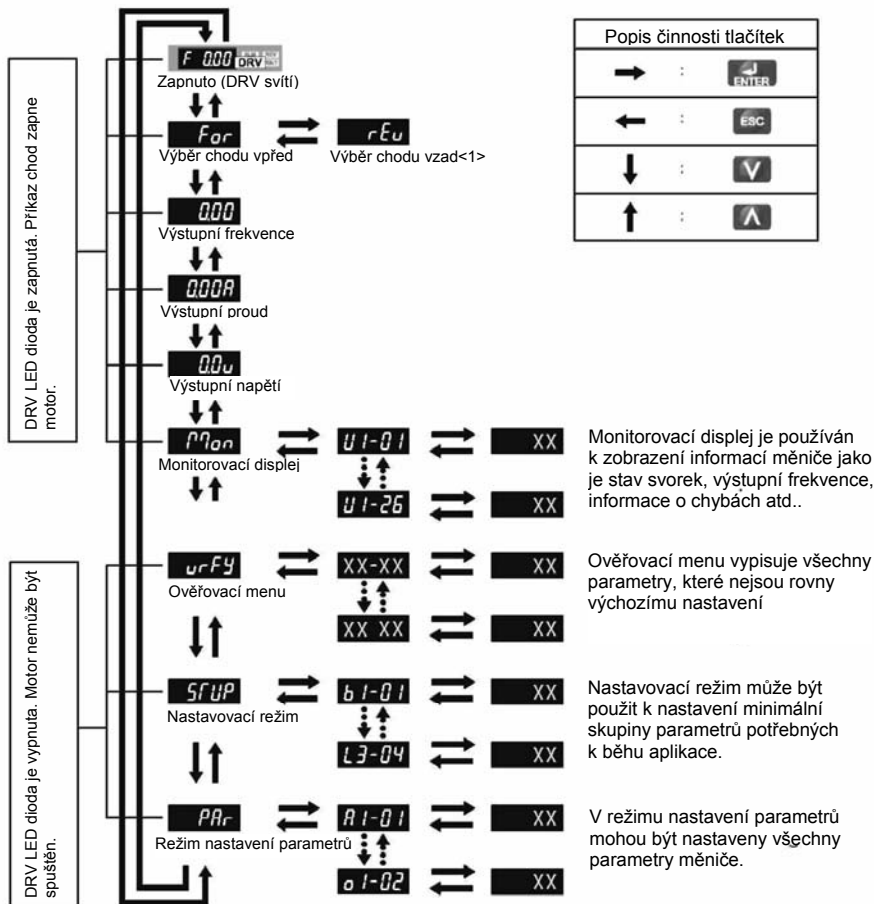 F 0.00 DRV
Zapnuto (DRV svítí)
For
Výběr chodu vpřed
rEv
Výběr chodu vzad<1>
0.00
Výstupní frekvence
0.00A
Výstupní proud
0.0v
Výstupní napětí
Mon
Monitorovací displej
U1-01
XX
U1-26
XX
Monitorovací displej je používán
k zobrazení informací měniče jako
je stav svorek, výstupní frekvence,
informace o chybách atd..
DRV LED dioda je zapnutá. Příkaz chod zapne
motor.
Popis činnosti tlačítek
→ : ENTER
← : ESC
↓ : V
↑ : Λ
vrFY
Ověřovací menu
XX-XX
XX
XX XX
XX
Ověřovací menu vypisuje všechny
parametry, které nejsou rovny
výchozímu nastavení
STUP
Nastavovací režim
b1-01
XX
L3-04
XX
Nastavovací režim může být
použit k nastavení minimální
skupiny parametrů potřebných
k běhu aplikace.
PAr
Režim nastavení parametrů
A1-01
XX
o1-02
XX
V režimu nastavení parametrů
mohou být nastaveny všechny
parametry měniče.
DRV LED dioda je vypnuta. Motor nemůže být
spuštěn.